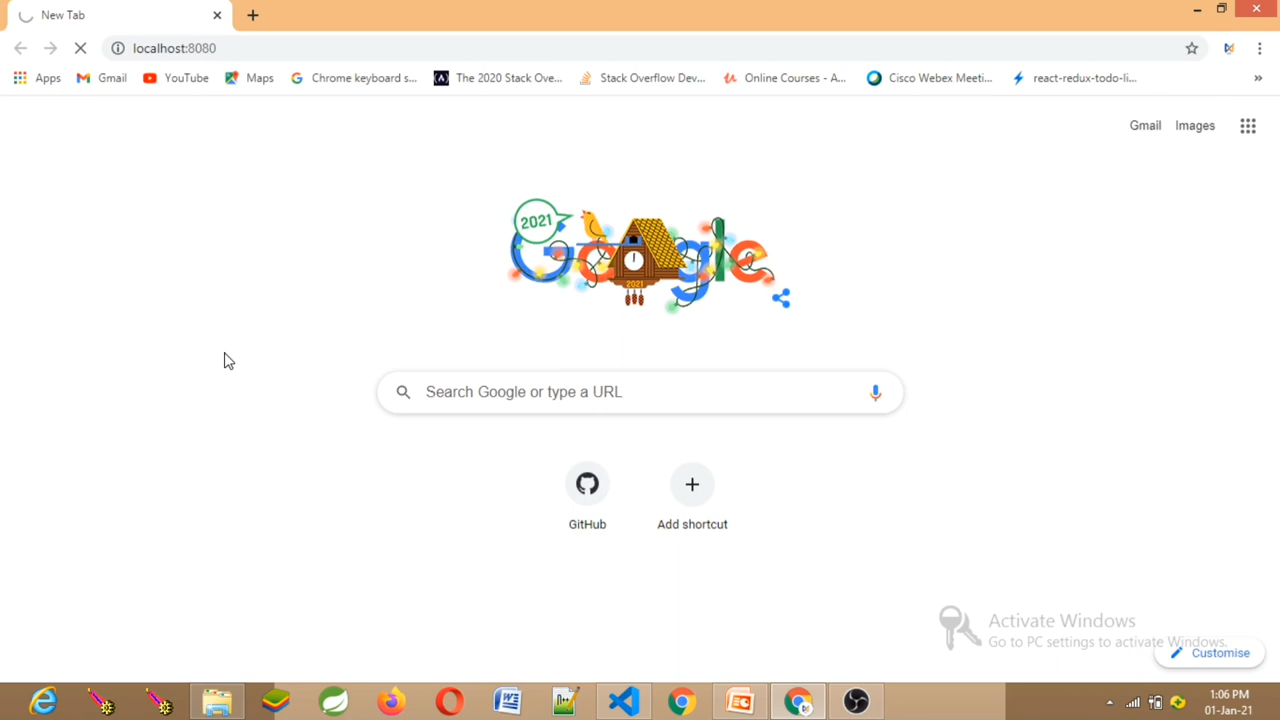 New Tab
localhost:8080
Apps Gmail YouTube Maps Chrome keyboard s... The 2020 Stack Ove... Stack Overflow Dev... Online Courses - A... Cisco Webex Meeti... react-redux-todo-li... »
Gmail Images
2021
Google
2021
Search Google or type a URL
GitHub Add shortcut
Activate Windows
Go to PC settings to activate Windows.
Customise
1:06 PM
01-Jan-21